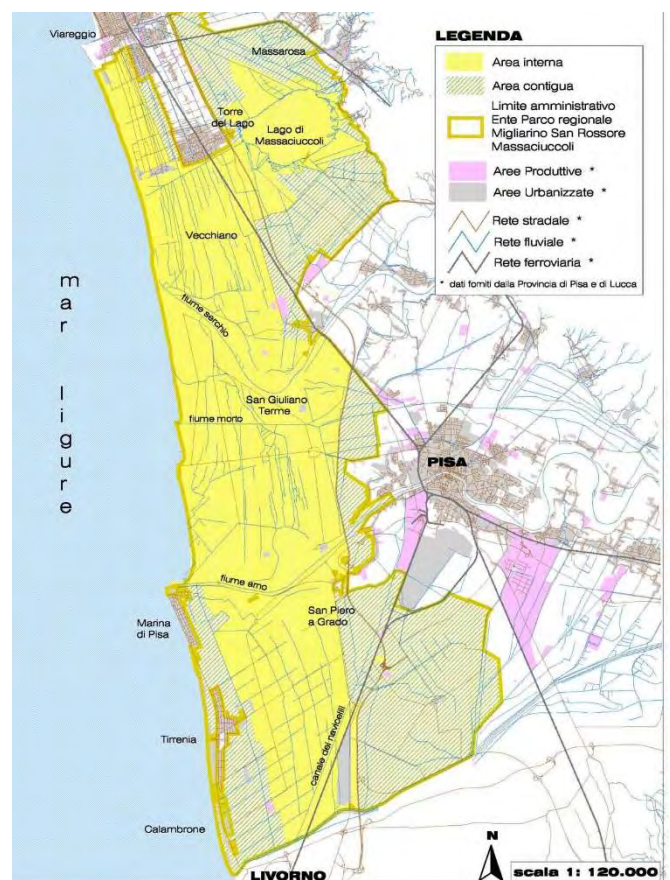 Viareggio
Massarosa
Torre
del Lago
Lago di
Massaciuccoli
Vecchiano
fiume serchio
mar ligure
San Giuliano
Terme
fiume morto
PISA
fiume arno
Marina
di Pisa
San Piero
a Grado
Tirrenia
canale dei navicelli
Calambrone
LIVORNO
LEGENDA
Area interna
Area contigua
Limite amministrativo
Ente Parco regionale
Migliarino San Rossore
Massaciuccoli
Aree Produttive *
Aree Urbanizzate *
Rete stradale *
Rete fluviale *
Rete ferroviaria *
* dati forniti dalla Provincia di Pisa e di Lucca
N
scala 1: 120.000